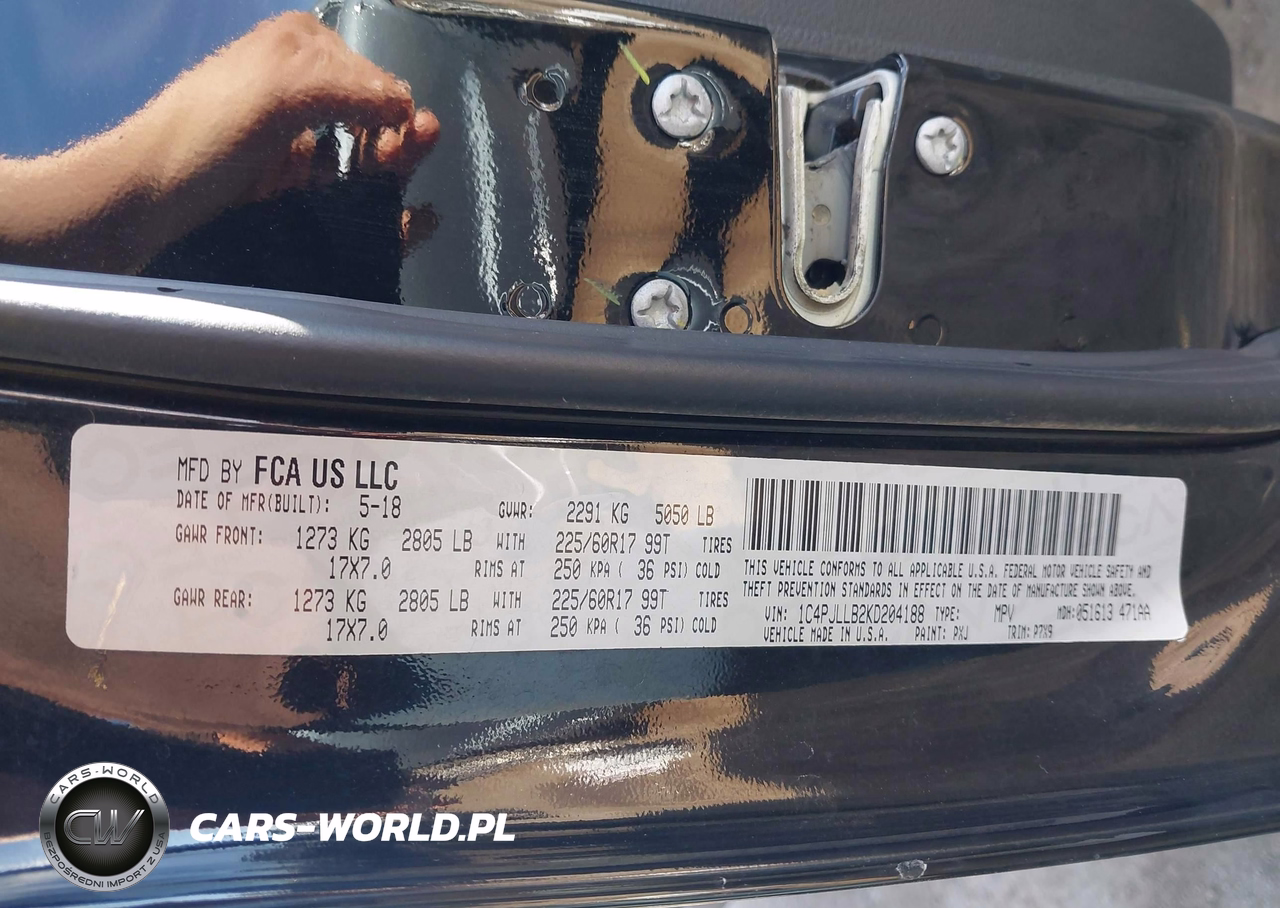 MFD BY FCA US LLC
DATE OF MFR(BUILT): 5-18 GVWR: 2291 KG 5050 LB
GAWR FRONT: 1273 KG 2805 LB WITH 225/60R17 99T TIRES
17X7.0 RIMS AT 250 KPA ( 36 PSI) COLD
GAWR REAR: 1273 KG 2805 LB WITH 225/60R17 99T TIRES
17X7.0 RIMS AT 250 KPA ( 36 PSI) COLD
THIS VEHICLE CONFORMS TO ALL APPLICABLE U.S.A. FEDERAL MOTOR VEHICLE SAFETY AND
THEFT PREVENTION STANDARDS IN EFFECT ON THE DATE OF MANUFACTURE SHOWN ABOVE.
VIN: 1C4PJLLB2KD204188 TYPE: MPV MDH:051613 471AA
VEHICLE MADE IN U.S.A. PAINT: PXJ TRIM: P7X9
CARS-WORLD
CW
BEZPOŚREDNI IMPORT Z USA
CARS-WORLD.PL